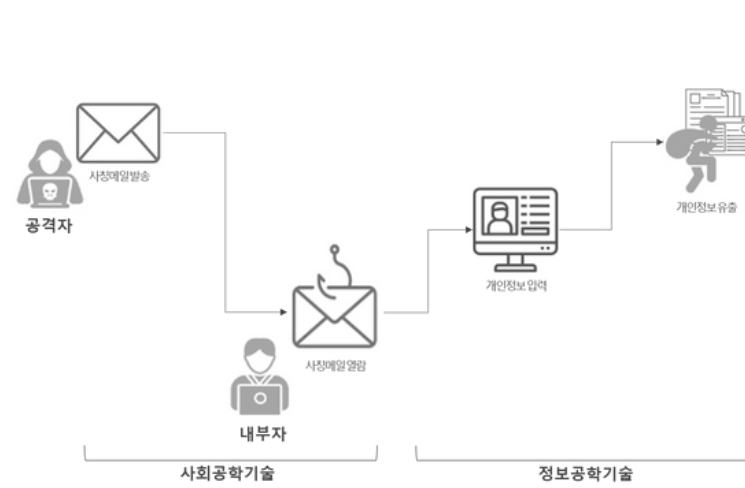 사칭메일발송
공격자
개인정보유출
개인정보입력
사칭메일열람
내부자
사회공학기술
정보공학기술